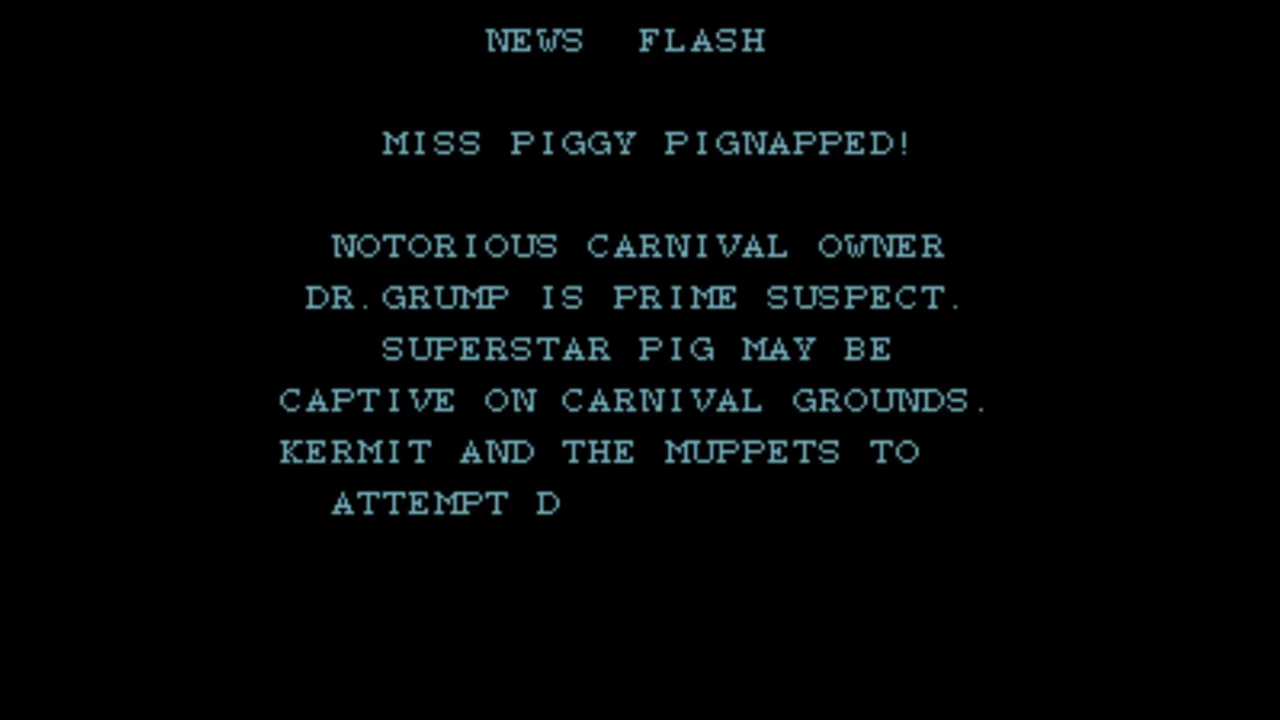 NEWS FLASH
MISS PIGGY PIGNAPPED!
NOTORIOUS CARNIVAL OWNER
DR.GRUMP IS PRIME SUSPECT.
SUPERSTAR PIG MAY BE
CAPTIVE ON CARNIVAL GROUNDS.
KERMIT AND THE MUPPETS TO
ATTEMPT D